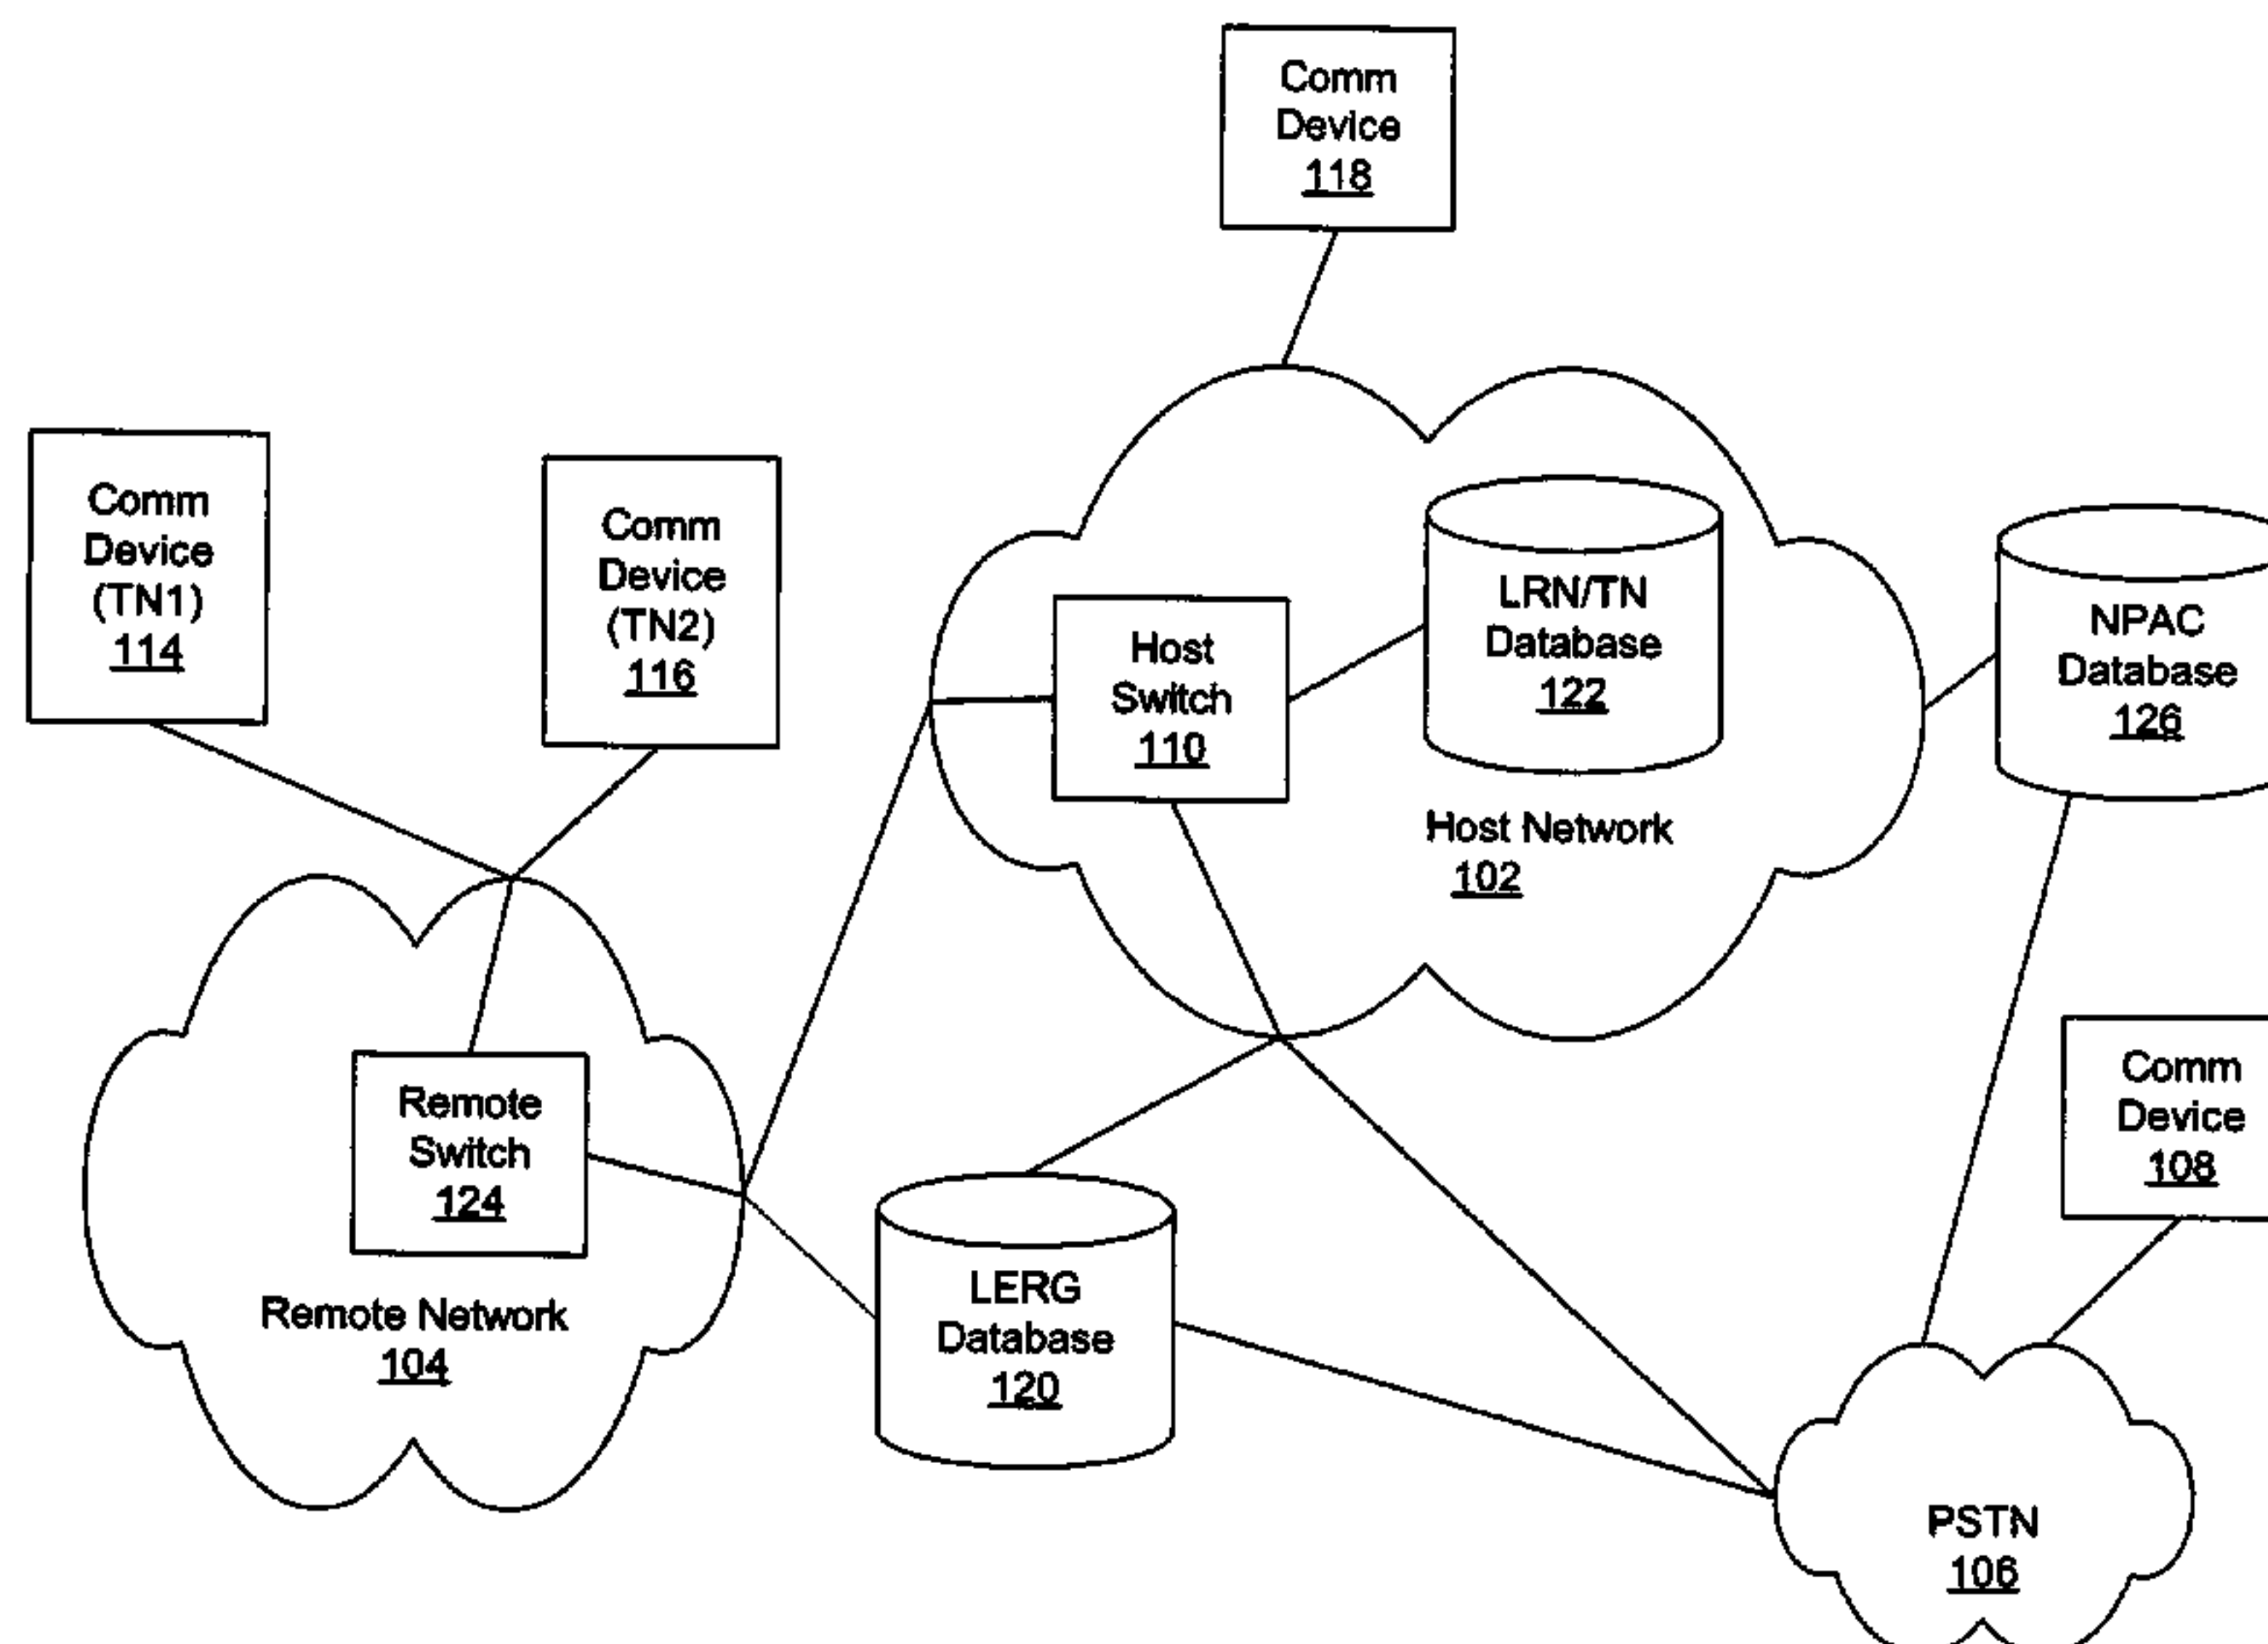 Comm
Device
118
Comm
Device
(TN1)
114
Comm
Device
(TN2)
116
Host
Switch
110
LRN/TN
Database
122
Host Network
102
NPAC
Database
126
Remote
Switch
124
Remote Network
104
LERG
Database
120
Comm
Device
108
PSTN
106